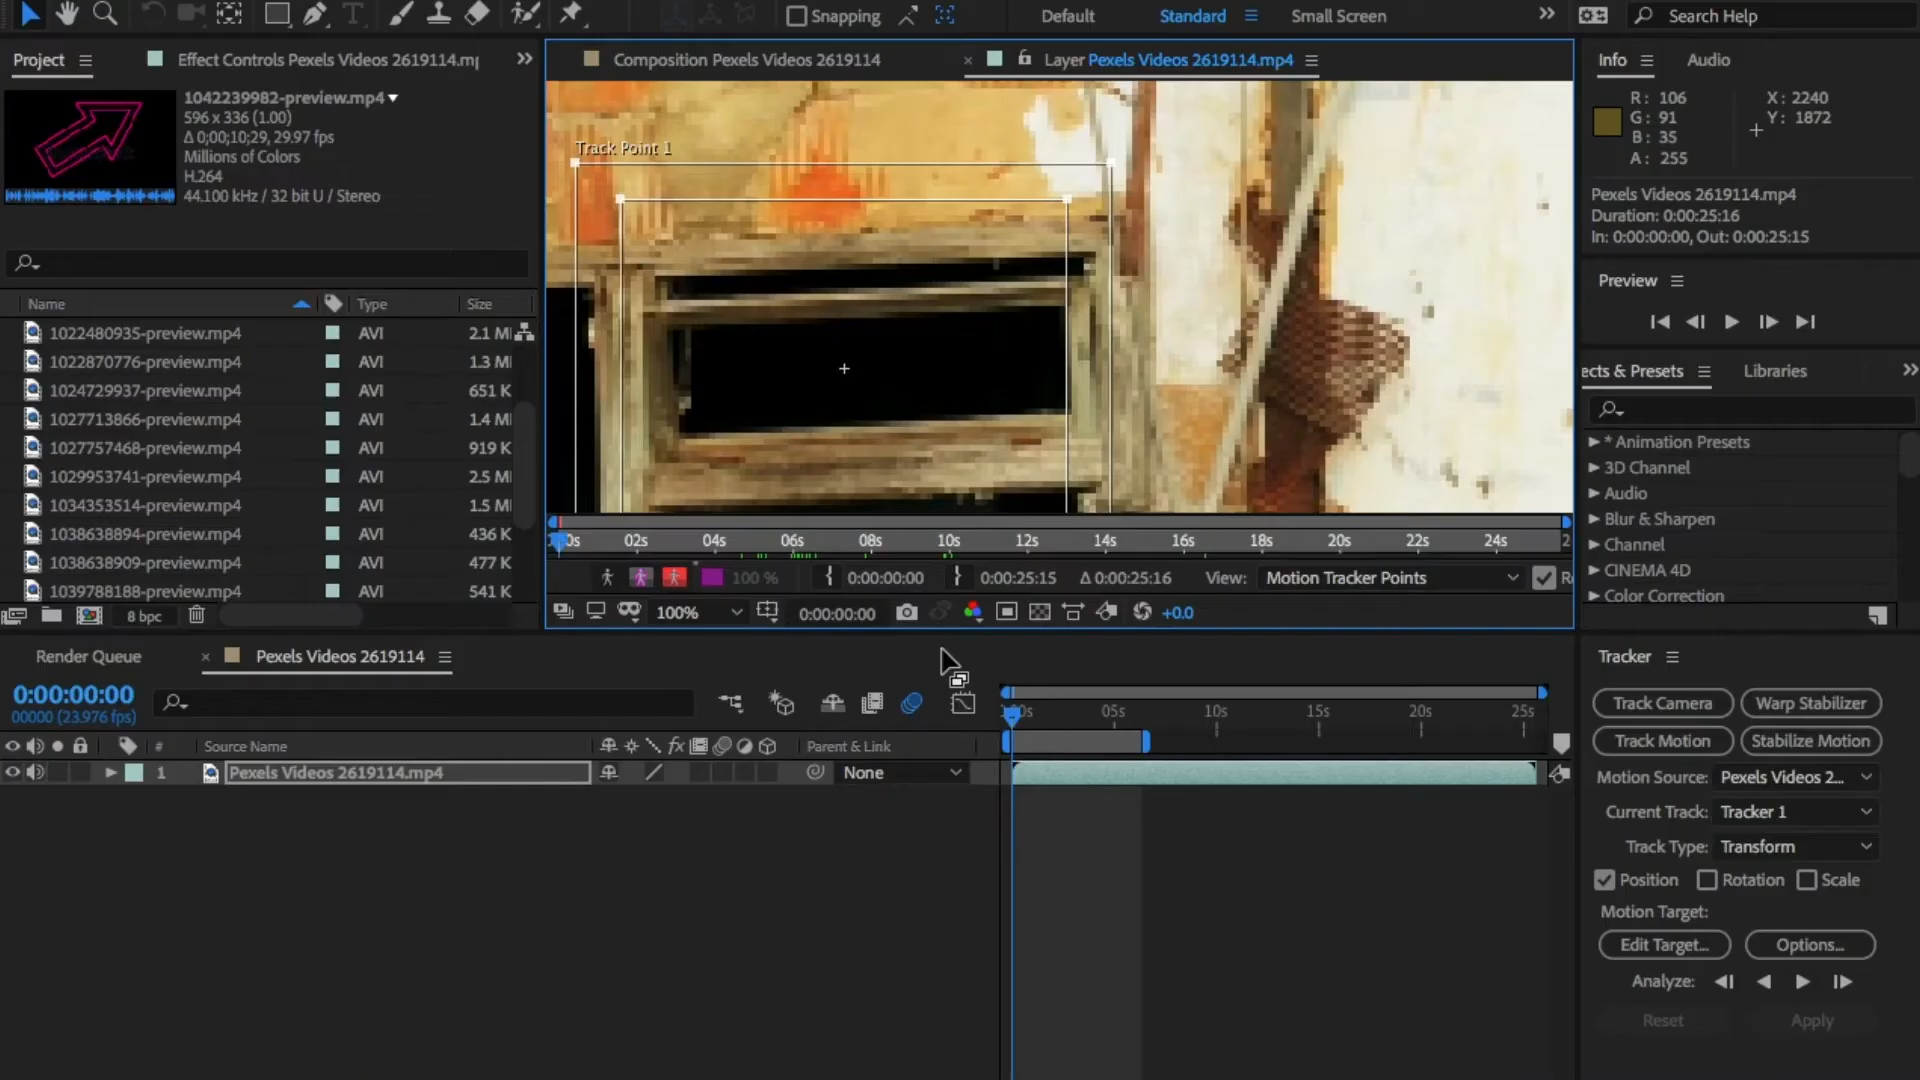 Snapping
Default
Standard
Small Screen
Search Help
Project
Effect Controls Pexels Videos 2619114.mp
Composition Pexels Videos 2619114
Layer Pexels Videos 2619114.mp4
Info
Audio
1042239982-preview.mp4
596 x 336 (1.00)
Δ 0;00;10;29, 29.97 fps
Millions of Colors
H.264
44.100 kHz / 32 bit U / Stereo
R: 106
G: 91
B: 35
A: 255
X: 2240
Y: 1872
Pexels Videos 2619114.mp4
Duration: 0:00:25:16
In: 0:00:00:00, Out: 0:00:25:15
Track Point 1
Preview
ects & Presets
Libraries
* Animation Presets
3D Channel
Audio
Blur & Sharpen
Channel
CINEMA 4D
Color Correction
Name
Type
Size
1022480935-preview.mp4 AVI 2.1 M
1022870776-preview.mp4 AVI 1.3 M
1024729937-preview.mp4 AVI 651 K
1027713866-preview.mp4 AVI 1.4 M
1027757468-preview.mp4 AVI 919 K
1029953741-preview.mp4 AVI 2.5 M
1034353514-preview.mp4 AVI 1.5 M
1038638894-preview.mp4 AVI 436 K
1038638909-preview.mp4 AVI 477 K
1039788188-preview.mp4 AVI 541 K
8 bpc
0s 02s 04s 06s 08s 10s 12s 14s 16s 18s 20s 22s 24s 2
100 %
0:00:00:00
0:00:25:15
Δ 0:00:25:16
View: Motion Tracker Points
R
100%
0:00:00:00
+0.0
Render Queue
Pexels Videos 2619114
0:00:00:00
00000 (23.976 fps)
:00s 05s 10s 15s 20s 25s
# Source Name
fx
Parent & Link
1 Pexels Videos 2619114.mp4
None
Tracker
Track Camera
Warp Stabilizer
Track Motion
Stabilize Motion
Motion Source: Pexels Videos 2...
Current Track: Tracker 1
Track Type: Transform
Position
Rotation
Scale
Motion Target:
Edit Target...
Options...
Analyze:
Reset
Apply